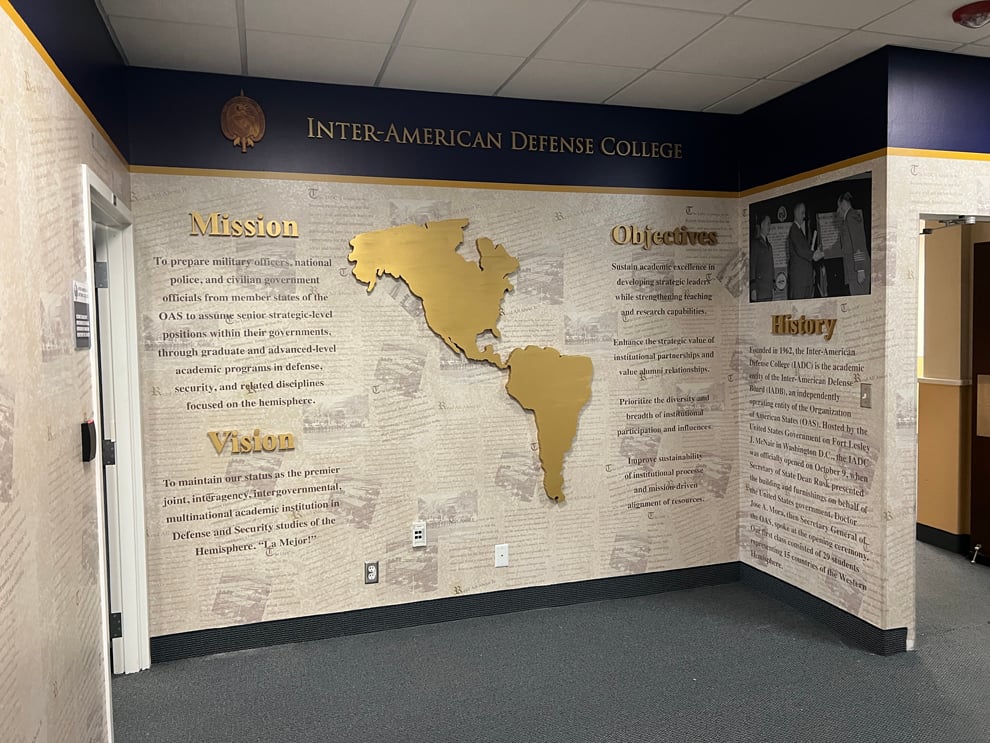 INTER-AMERICAN DEFENSE COLLEGE
Mission
To prepare military officers, national
police, and civilian government
officials from member states of the
OAS to assume senior strategic-level
positions within their governments,
through graduate and advanced-level
academic programs in defense,
security, and related disciplines
focused on the hemisphere.
Vision
To maintain our status as the premier
joint, interagency, intergovernmental,
multinational academic institution in
Defense and Security studies of the
Hemisphere. "La Mejor!"
Objectives
Sustain academic excellence in
developing strategic leaders
while strengthening teaching
and research capabilities.
Enhance the strategic value of
institutional partnerships and
value alumni relationships.
Prioritize the diversity and
breadth of institutional
participation and influences.
Improve sustainability
of institutional processe
and mission-driven
alignment of resources.
History
Founded in 1962, the Inter-American
Defense College (IADC) is the academic
entity of the Inter-American Defense
Board (IADB), an independently
operating entity of the Organization
of American States (OAS). Hosted by the
United States Government on Fort Lesley
J. McNair in Washington D.C., the IADC
was officially opened on October 9, when
Secretary of State Dean Rusk presented
the building and furnishings on behalf of
the United States government. Doctor
Jose A. Mora, then Secretary General of
the OAS, spoke at the opening ceremony.
Our first class consisted of 29 students
representing 15 countries of the Western
Hemisphere.